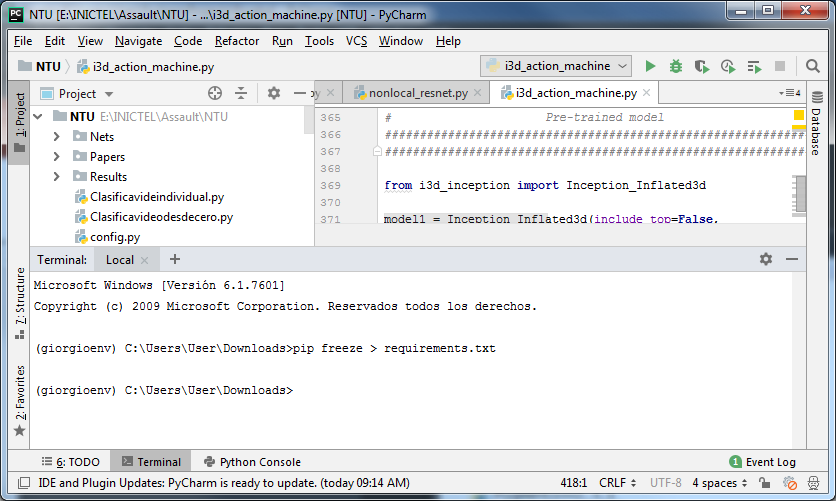 NTU [E:\INICTEL\Assault\NTU] - ...\i3d_action_machine.py [NTU] - PyCharm
File Edit View Navigate Code Refactor Run Tools VCS Window Help
NTU i3d_action_machine.py i3d_action_machine
1: Project
Project
py nonlocal_resnet.py i3d_action_machine.py 4
Database
NTU E:\INICTEL\Assault\NTU
Nets
Papers
Results
Clasificavideindividual.py
Clasificavideodesdecero.py
config.py
365 # Pre-trained model
366 ############################################################
367 ############################################################
368
369 from i3d_inception import Inception_Inflated3d
370
371 model1 = Inception_Inflated3d(include_top=False,
Terminal: Local
7: Structure
2: Favorites
Microsoft Windows [Versión 6.1.7601]
Copyright (c) 2009 Microsoft Corporation. Reservados todos los derechos.
(giorgioenv) C:\Users\User\Downloads>pip freeze > requirements.txt
(giorgioenv) C:\Users\User\Downloads>
6: TODO Terminal Python Console 1 Event Log
IDE and Plugin Updates: PyCharm is ready to update. (today 09:14 AM) 418:1 CRLF UTF-8 4 spaces